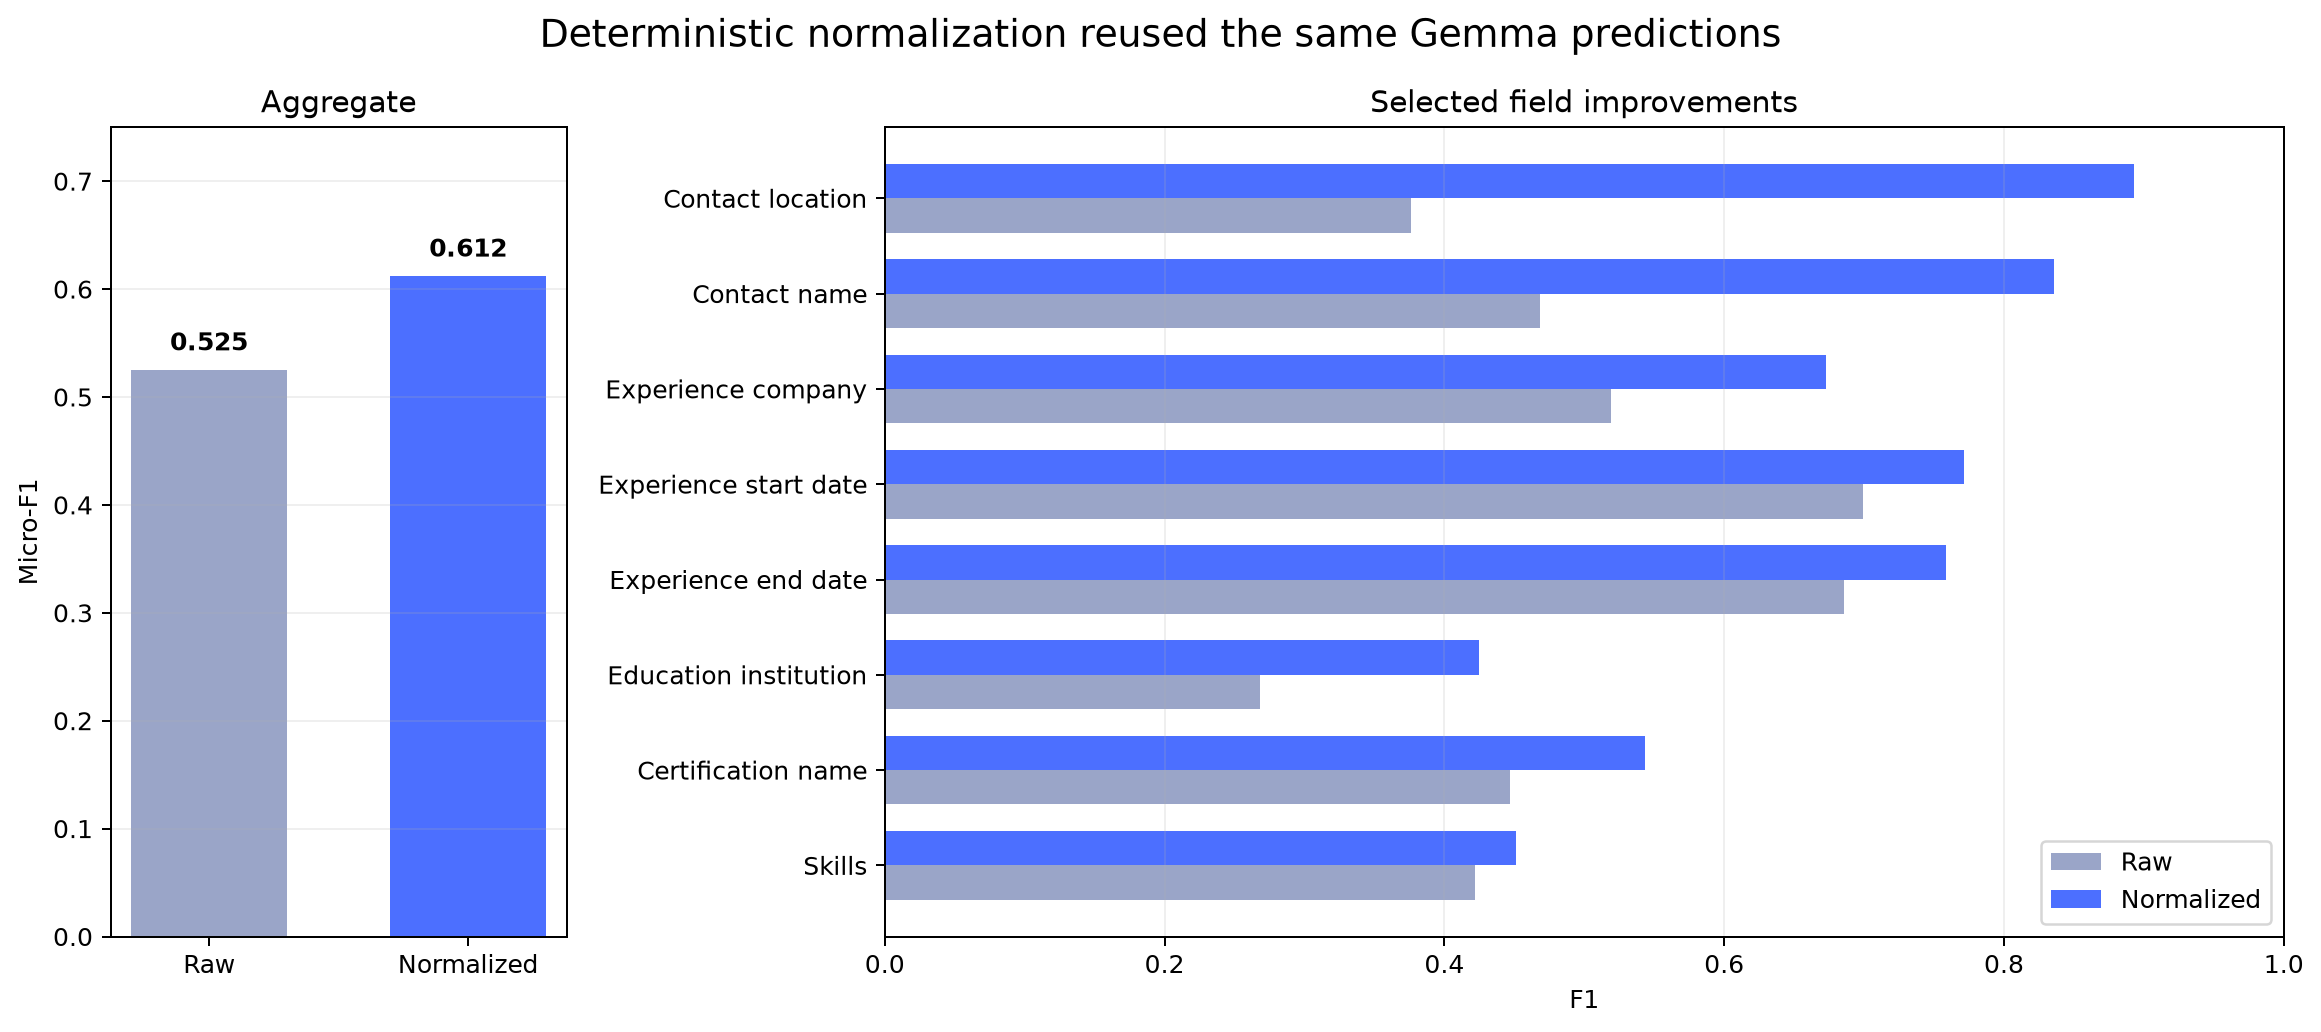 Deterministic normalization reused the same Gemma predictions
Aggregate
Micro-F1
0.7
0.6
0.5
0.4
0.3
0.2
0.1
0.0
0.525
0.612
Raw
Normalized
Selected field improvements
Contact location
Contact name
Experience company
Experience start date
Experience end date
Education institution
Certification name
Skills
Raw
Normalized
0.0
0.2
0.4
0.6
0.8
1.0
F1